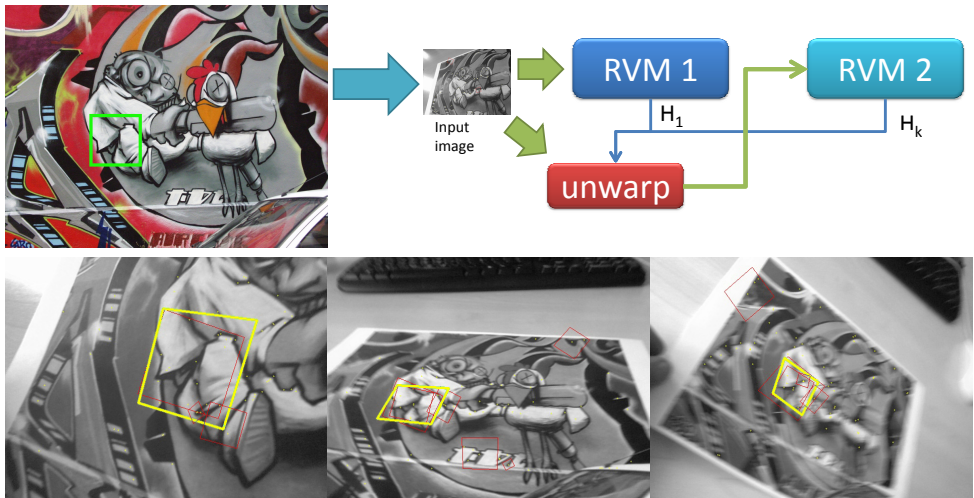 RVM 1
RVM 2
Input
image
H₁
Hₖ
unwarp